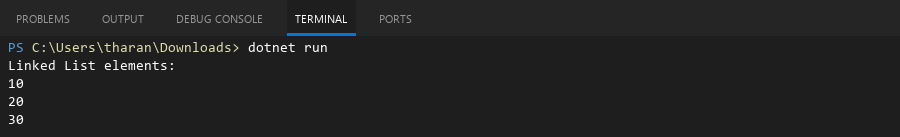 PROBLEMS OUTPUT DEBUG CONSOLE TERMINAL PORTS
PS C:\Users\tharan\Downloads> dotnet run
Linked List elements:
10
20
30